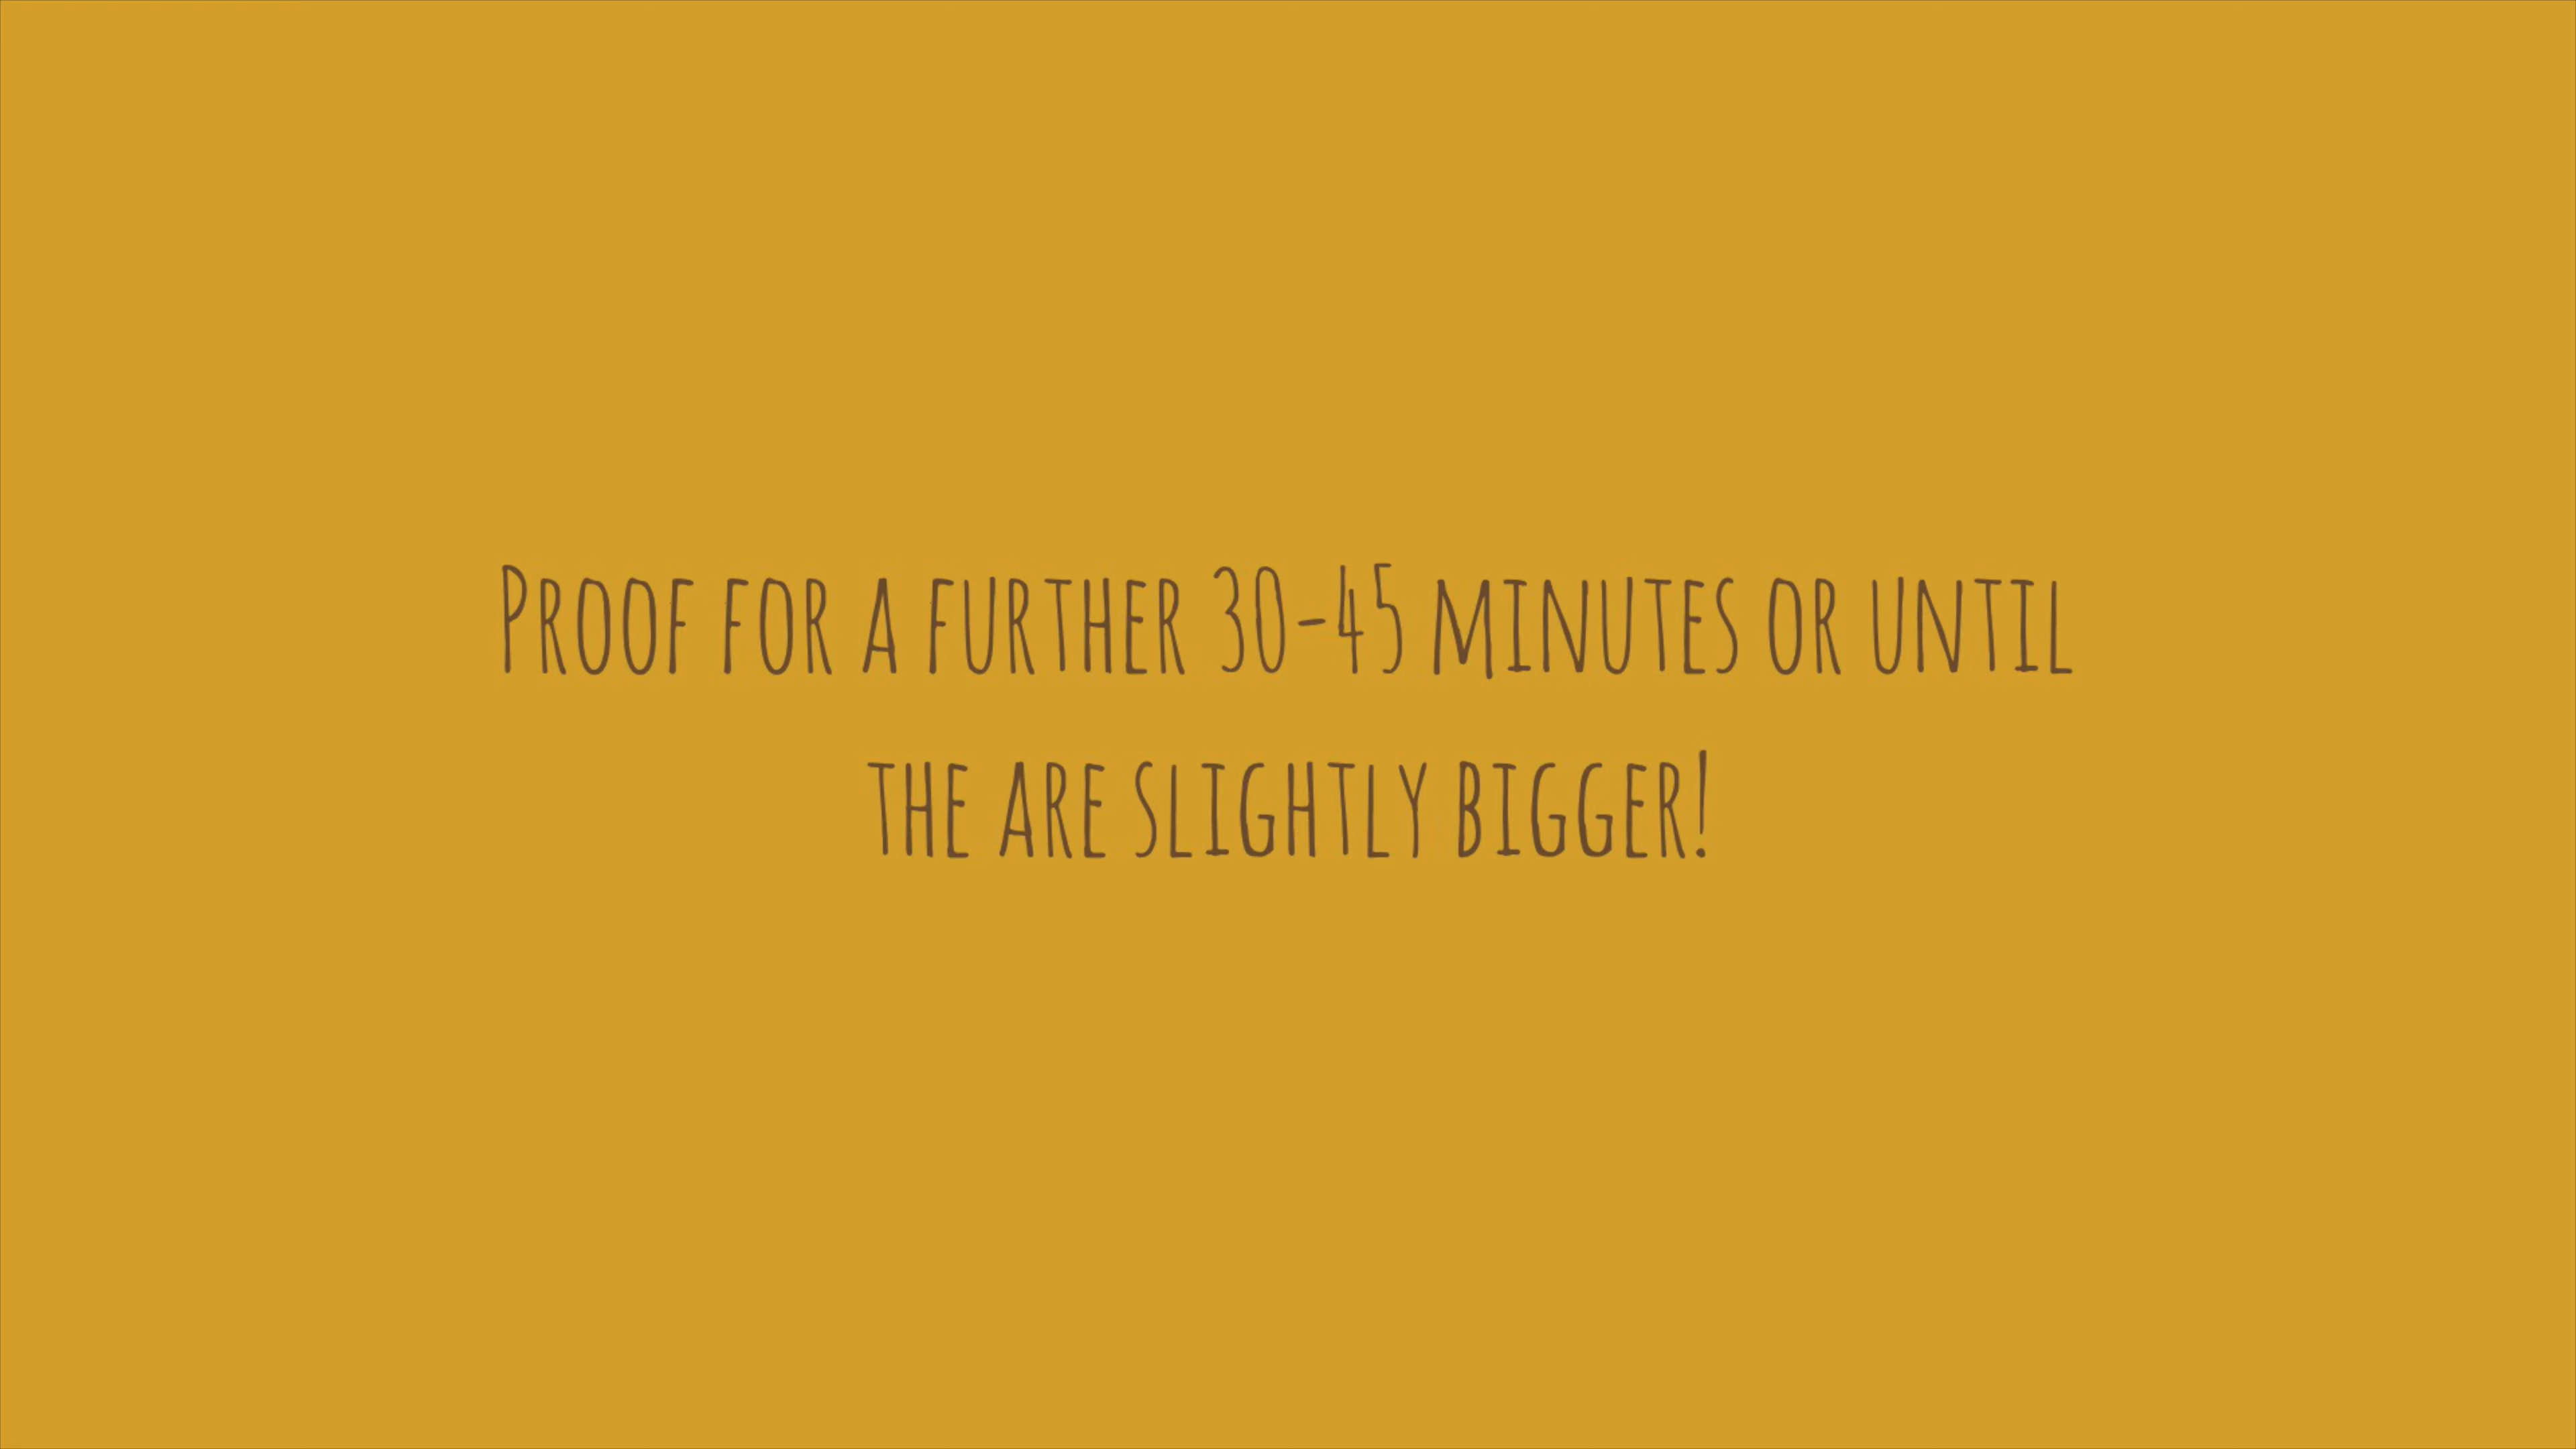 Proof for a further 30-45 minutes or until
the are slightly bigger!